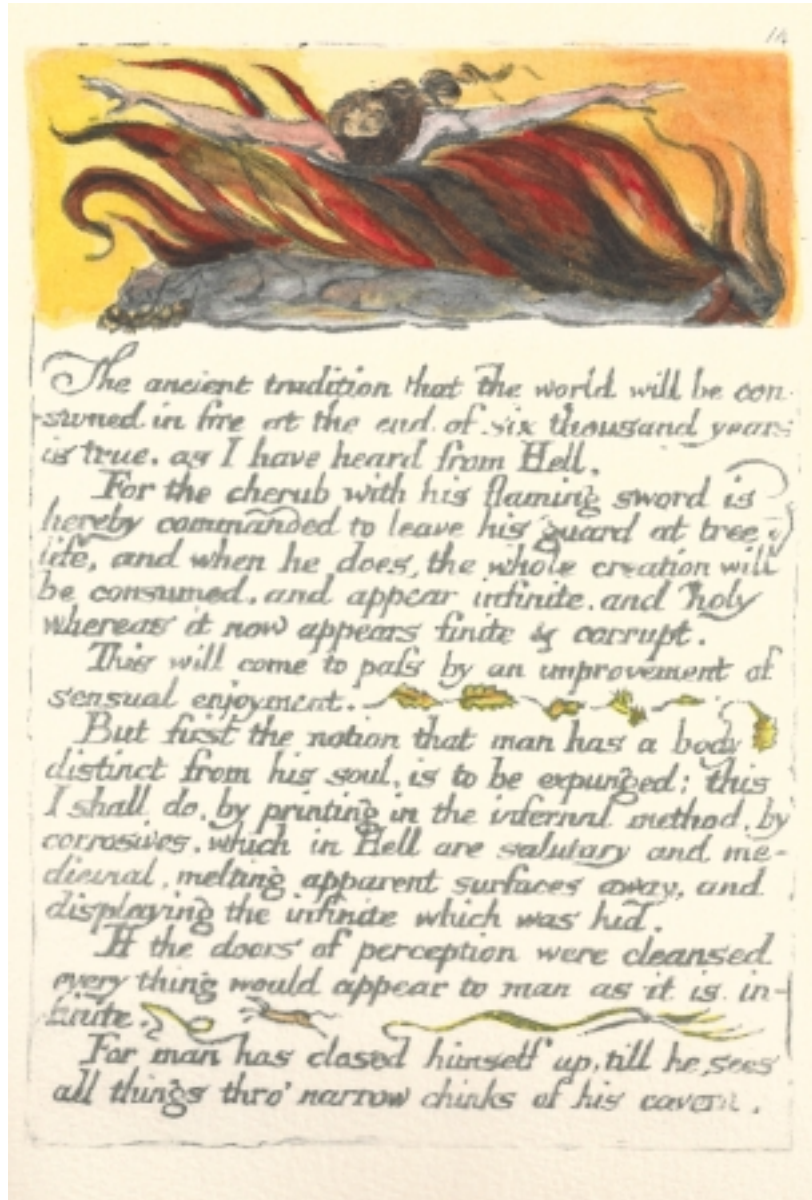 14
The ancient tradition that the world will be con-
-sumed in fire at the end of six thousand years
is true. as I have heard from Hell.
For the cherub with his flaming sword is
hereby commanded to leave his guard at tree of
life, and when he does, the whole creation will
be consumed, and appear infinite. and holy
whereas it now appears finite & corrupt.
This will come to paſs by an improvement of
sensual enjoyment.
But first the notion that man has a body
distinct from his soul, is to be expunged; this
I shall do, by printing in the infernal method, by
corrosives, which in Hell are salutary and me-
dicinal, melting apparent surfaces away, and
displaying the infinite which was hid.
If the doors of perception were cleansed
every thing would appear to man as it is, in-
finite.
For man has closed himself up, till he sees
all things thro' narrow chinks of his cavern.